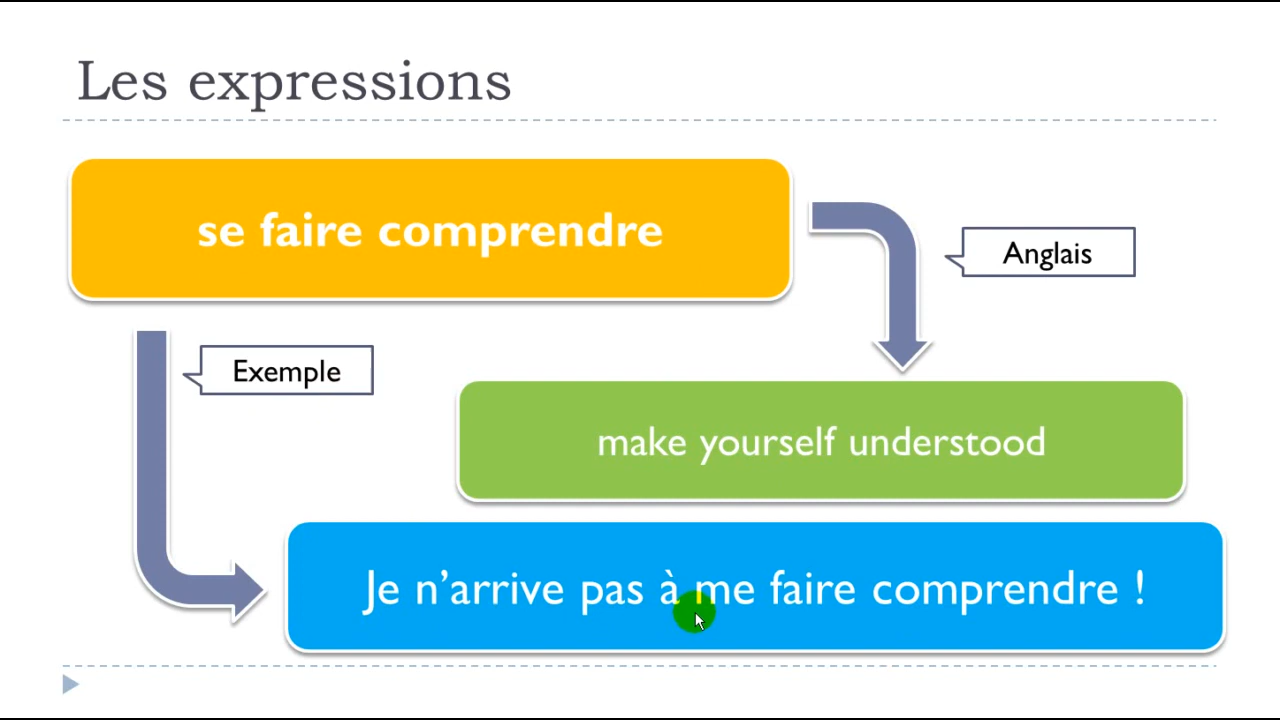 Les expressions
se faire comprendre
Anglais
Exemple
make yourself understood
Je n’arrive pas à me faire comprendre !